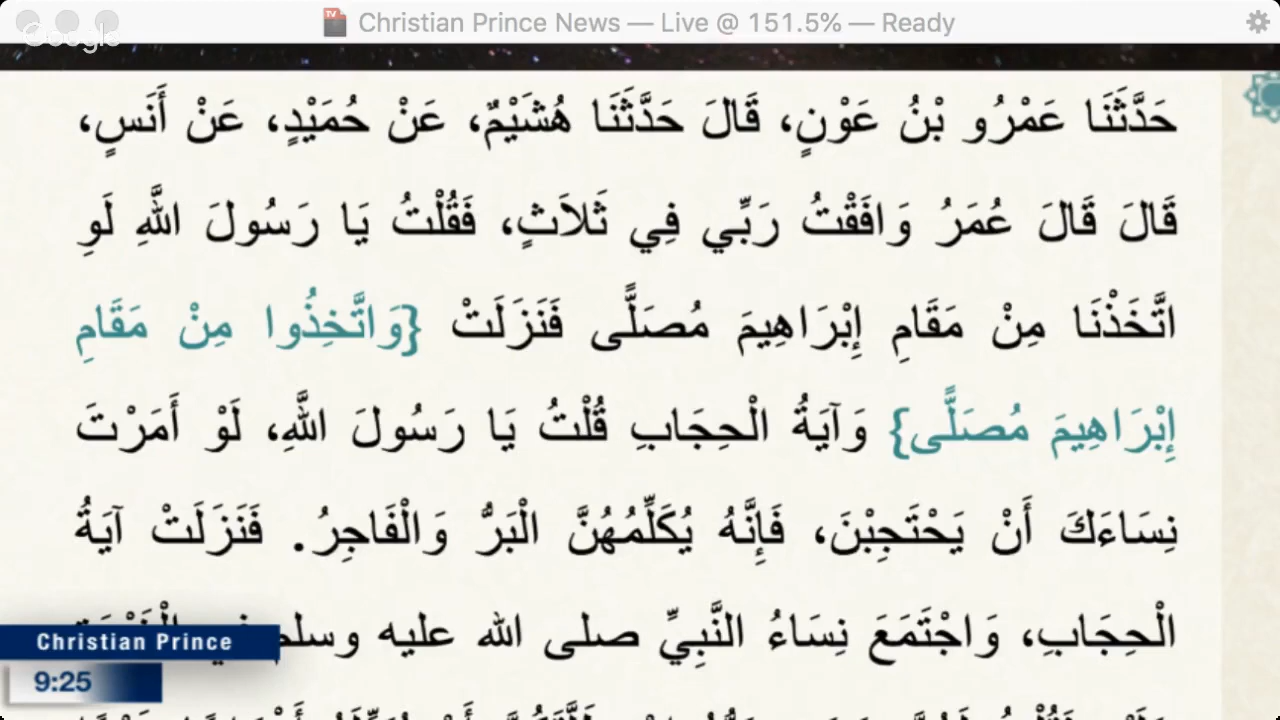 Christian Prince News — Live @ 151.5% — Ready
Google
حَدَّثَنَا عَمْرُو بْنُ عَوْنٍ، قَالَ حَدَّثَنَا هُشَيْمٌ، عَنْ حُمَيْدٍ، عَنْ أَنَسٍ،
قَالَ قَالَ عُمَرُ وَافَقْتُ رَبِّي فِي ثَلاَثٍ، فَقُلْتُ يَا رَسُولَ اللَّهِ لَوِ
اتَّخَذْنَا مِنْ مَقَامِ إِبْرَاهِيمَ مُصَلًّى فَنَزَلَتْ {وَاتَّخِذُوا مِنْ مَقَامِ
إِبْرَاهِيمَ مُصَلًّى} وَآيَةُ الْحِجَابِ قُلْتُ يَا رَسُولَ اللَّهِ، لَوْ أَمَرْتَ
نِسَاءَكَ أَنْ يَحْتَجِبْنَ، فَإِنَّهُ يُكَلِّمُهُنَّ الْبَرُّ وَالْفَاجِرُ. فَنَزَلَتْ آيَةُ
الْحِجَابِ، وَاجْتَمَعَ نِسَاءُ النَّبِيِّ صلى الله عليه وسلم
Christian Prince
9:25